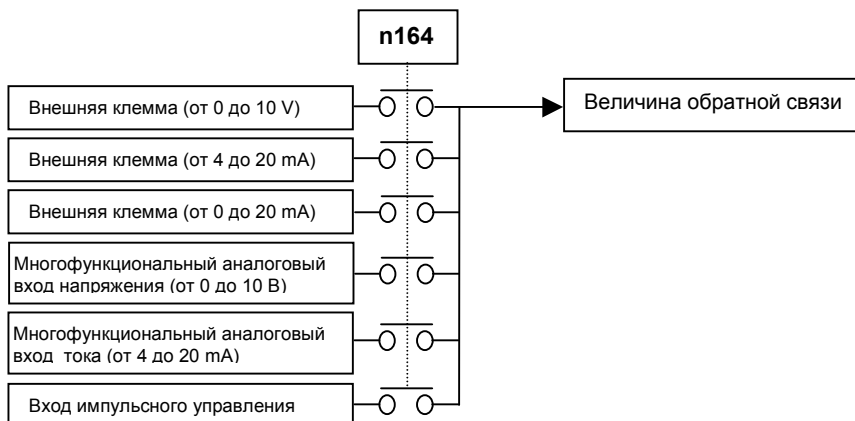 n164
Внешняя клемма (от 0 до 10 V)
Величина обратной связи
Внешняя клемма (от 4 до 20 mA)
Внешняя клемма (от 0 до 20 mA)
Многофункциональный аналоговый
вход напряжения (от 0 до 10 В)
Многофункциональный аналоговый
вход тока (от 4 до 20 mA)
Вход импульсного управления